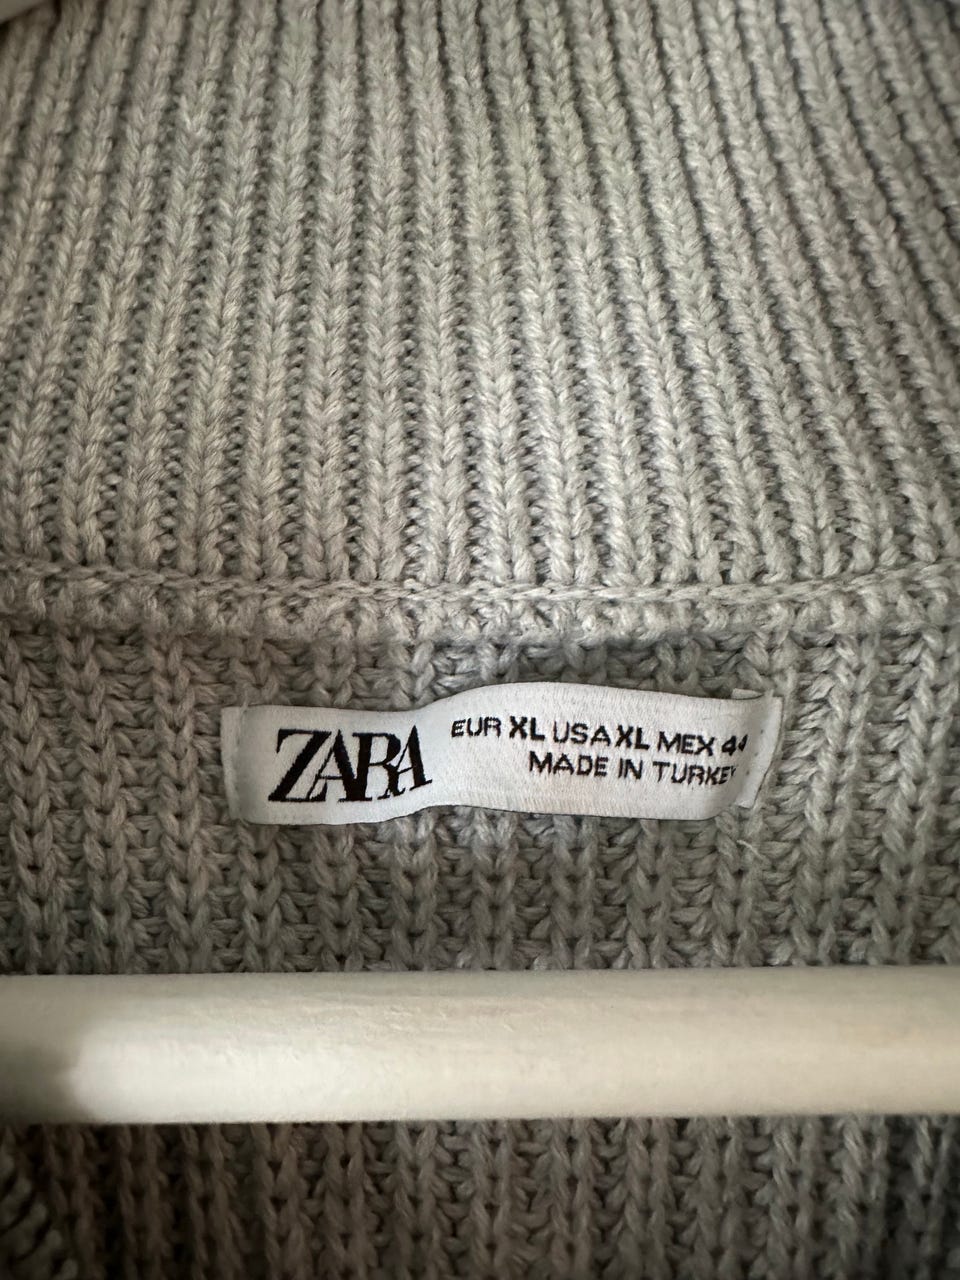 ZARA
EUR XL USA XL MEX 44
MADE IN TURKEY